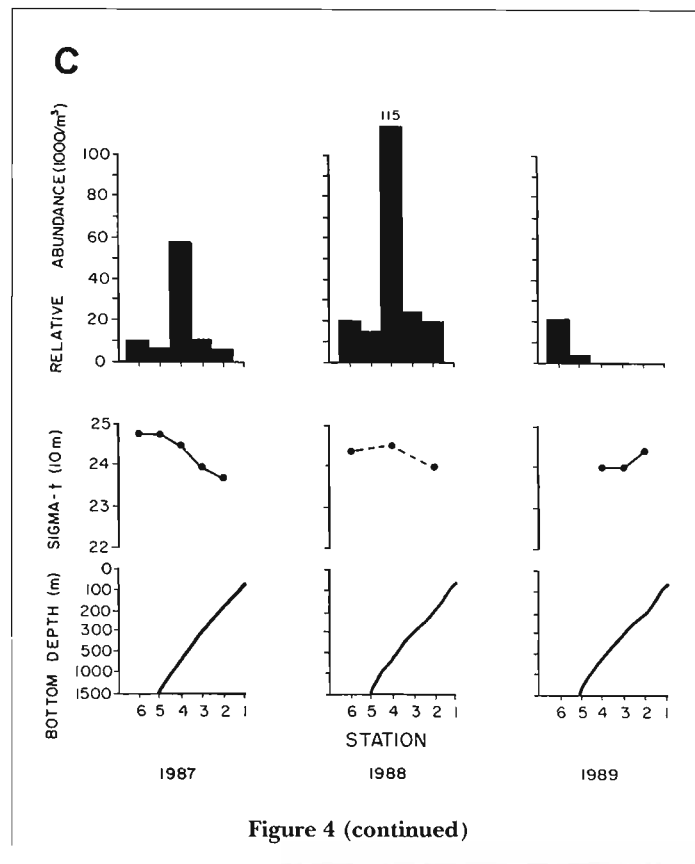 C
RELATIVE ABUNDANCE (1000/m³)
100
80
60
40
20
0
115
SIGMA-t (10m)
25
24
23
22
BOTTOM DEPTH (m)
0
100
200
300
500
1000
1500
6 5 4 3 2 1
6 5 4 3 2 1
6 5 4 3 2 1
STATION
1987
1988
1989
Figure 4 (continued)